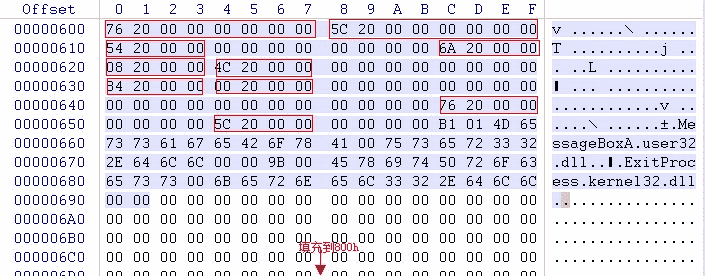 Offset 0 1 2 3 4 5 6 7 8 9 A B C D E F
00000600 76 20 00 00 00 00 00 00 5C 20 00 00 00 00 00 00 v ......\ ......
00000610 54 20 00 00 00 00 00 00 00 00 00 00 6A 20 00 00 T ..........j ..
00000620 08 20 00 00 4C 20 00 00 00 00 00 00 00 00 00 00 . ..L ..........
00000630 84 20 00 00 00 20 00 00 00 00 00 00 00 00 00 00 ▌ ... ..........
00000640 00 00 00 00 00 00 00 00 00 00 00 00 76 20 00 00 ............v ..
00000650 00 00 00 00 5C 20 00 00 00 00 00 00 B1 01 4D 65 ....\ ......±.Me
00000660 73 73 61 67 65 42 6F 78 41 00 75 73 65 72 33 32 ssageBoxA.user32
00000670 2E 64 6C 6C 00 00 9B 00 45 78 69 74 50 72 6F 63 .dll..▌.ExitProc
00000680 65 73 73 00 6B 65 72 6E 65 6C 33 32 2E 64 6C 6C ess.kernel32.dll
00000690 00 00 00 00 00 00 00 00 00 00 00 00 00 00 00 00 ................
000006A0 00 00 00 00 00 00 00 00 00 00 00 00 00 00 00 00 ................
000006B0 00 00 00 00 00 00 00 00 00 00 00 00 00 00 00 00 ................
填充到800h
000006C0 00 00 00 00 00 00 00 00 00 00 00 00 00 00 00 00 ................